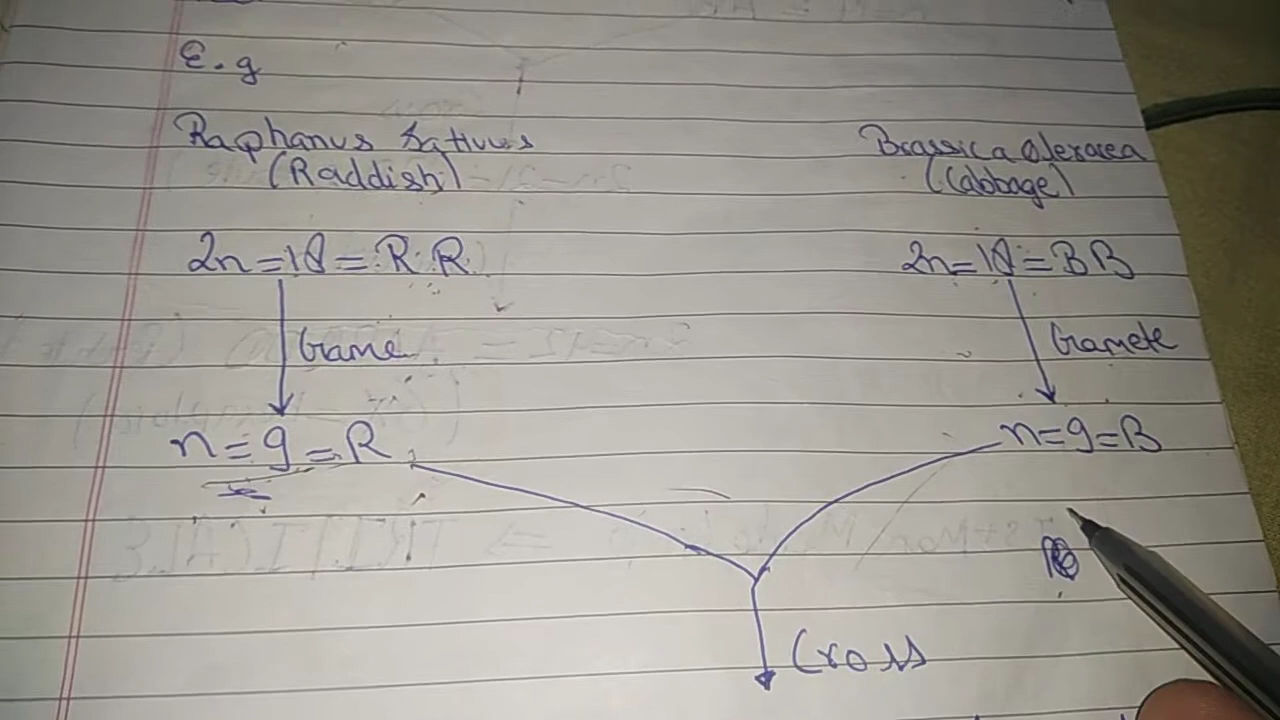 E.g
Raphanus Sativus
(Raddish)
Brassica Oleracea
(Cabbage)
2n=18=RR
2n=18=BB
Game
Gamete
n=9=R
n=9=B
Cross